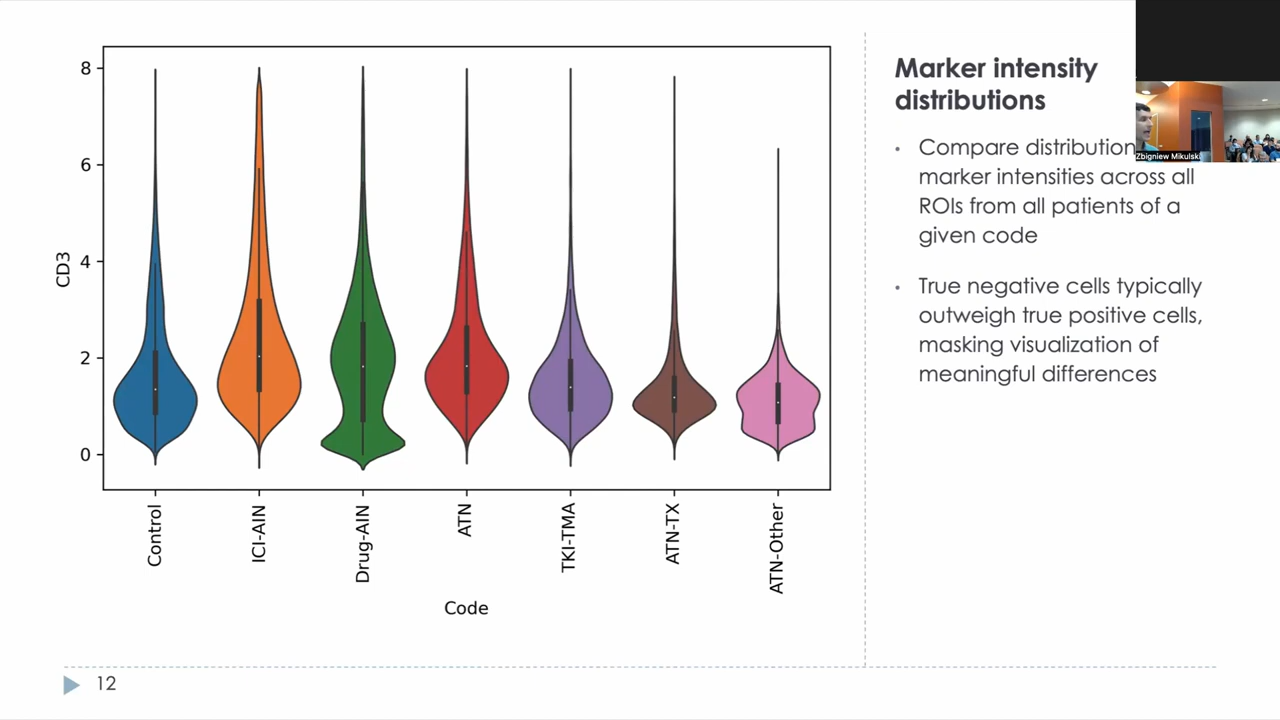 8
6
4
2
0
CD3
Control
ICI-AIN
Drug-AIN
ATN
TKI-TMA
ATN-TX
ATN-Other
Code
Marker intensity
distributions
• Compare distribution
marker intensities across all
ROIs from all patients of a
given code
• True negative cells typically
outweigh true positive cells,
masking visualization of
meaningful differences
Zbigniew Mikulski
12